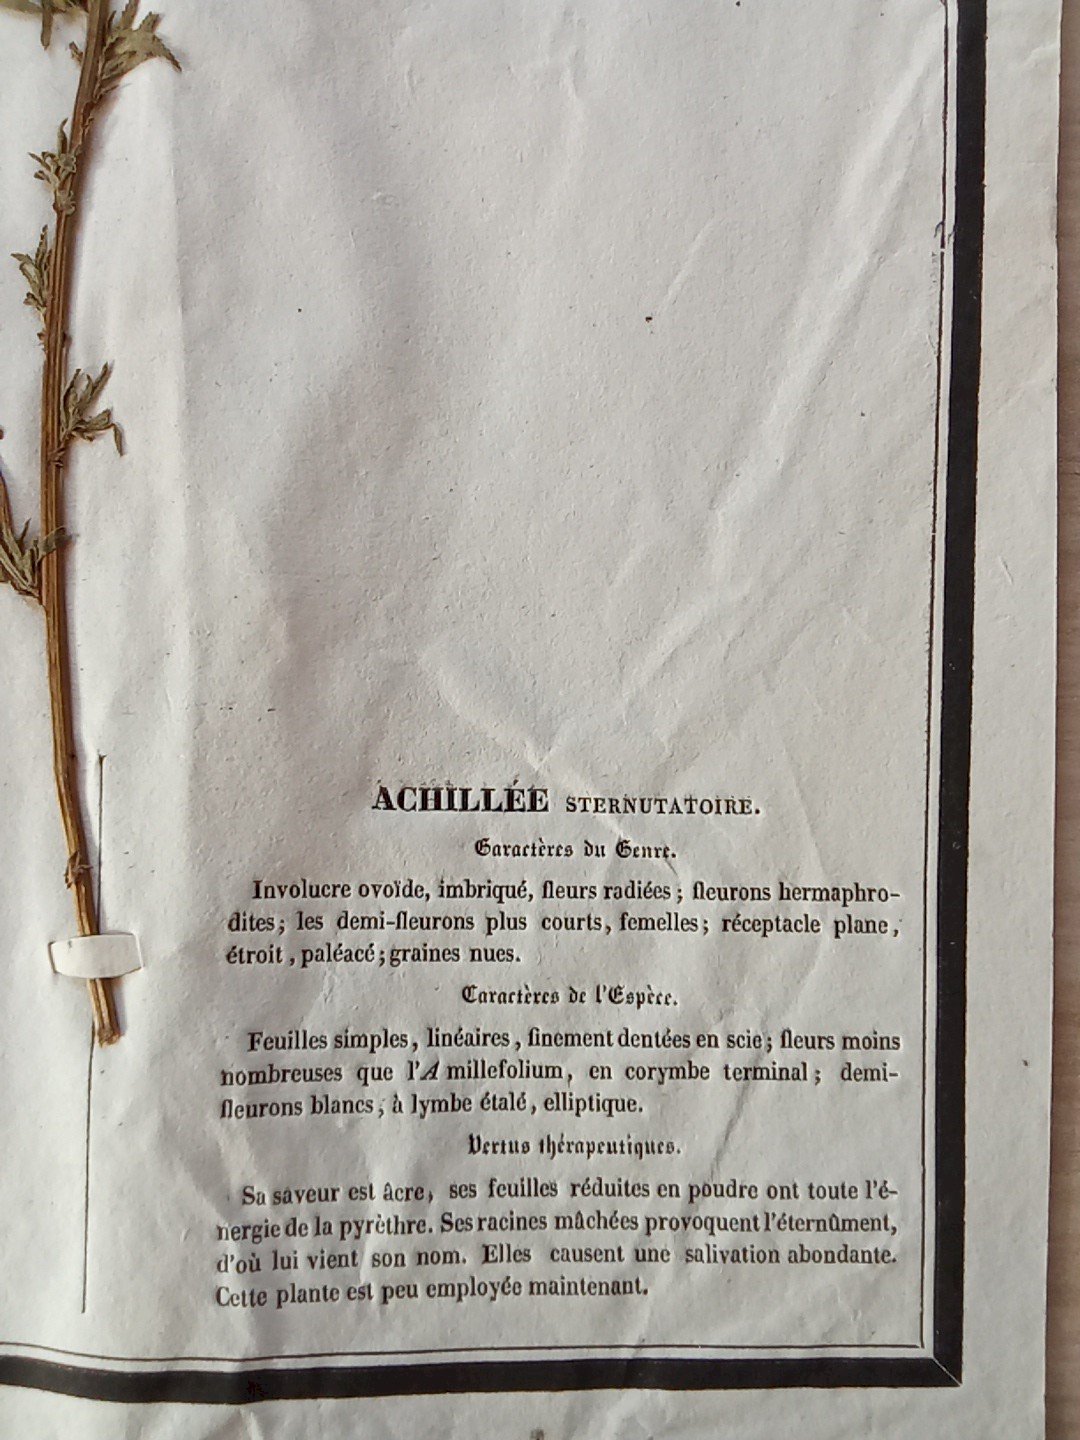 ACHILLÉE STERNUTATOIRE.
Caractères du Genre.
Involucre ovoïde, imbriqué, fleurs radiées; fleurons hermaphro-
dites; les demi-fleurons plus courts, femelles; réceptacle plane,
étroit, paléacé; graines nues.
Caractères de l'Espèce.
Feuilles simples, linéaires, finement dentées en scie; fleurs moins
nombreuses que l'A millefolium, en corymbe terminal; demi-
fleurons blancs, à lymbe étalé, elliptique.
Vertus thérapeutiques.
Sa saveur est âcre, ses feuilles réduites en poudre ont toute l'é-
nergie de la pyrèthre. Ses racines mâchées provoquent l'éternûment,
d'où lui vient son nom. Elles causent une salivation abondante.
Cette plante est peu employée maintenant.